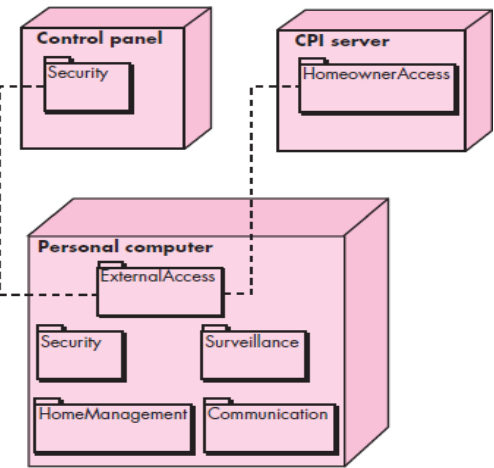 Control panel
Security
CPI server
HomeownerAccess
Personal computer
ExternalAccess
Security
Surveillance
HomeManagement
Communication